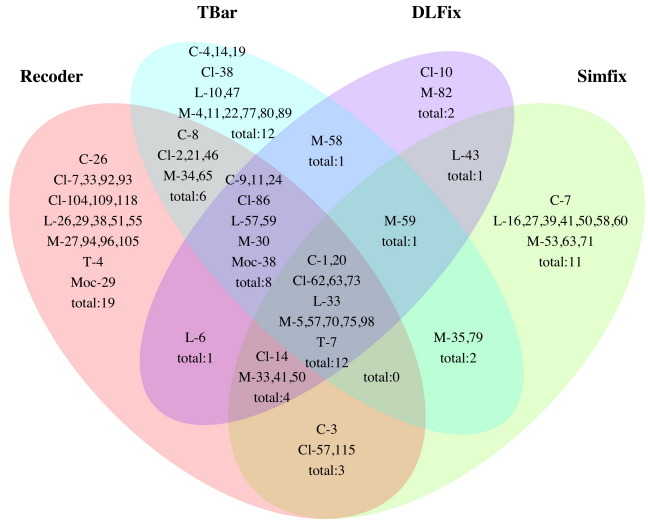 TBar
DLFix
Recoder
Simfix
C-4,14,19
Cl-38
L-10,47
M-4,11,22,77,80,89
total:12
Cl-10
M-82
total:2
C-8
Cl-2,21,46
M-34,65
total:6
M-58
total:1
L-43
total:1
C-26
Cl-7,33,92,93
Cl-104,109,118
L-26,29,38,51,55
M-27,94,96,105
T-4
Moc-29
total:19
C-9,11,24
Cl-86
L-57,59
M-30
Moc-38
total:8
M-59
total:1
C-7
L-16,27,39,41,50,58,60
M-53,63,71
total:11
C-1,20
Cl-62,63,73
L-33
M-5,57,70,75,98
T-7
total:12
L-6
total:1
M-35,79
total:2
Cl-14
M-33,41,50
total:4
total:0
C-3
Cl-57,115
total:3